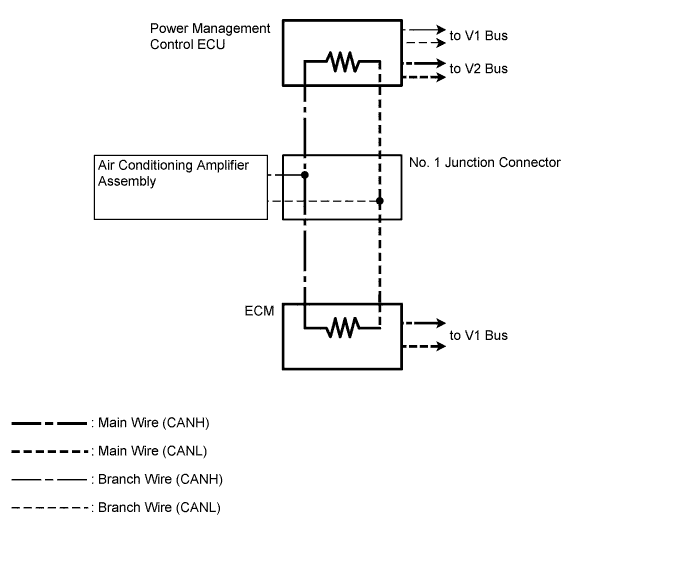 Power Management
Control ECU
to V1 Bus
to V2 Bus
Air Conditioning Amplifier
Assembly
No. 1 Junction Connector
ECM
to V1 Bus
: Main Wire (CANH)
: Main Wire (CANL)
: Branch Wire (CANH)
: Branch Wire (CANL)